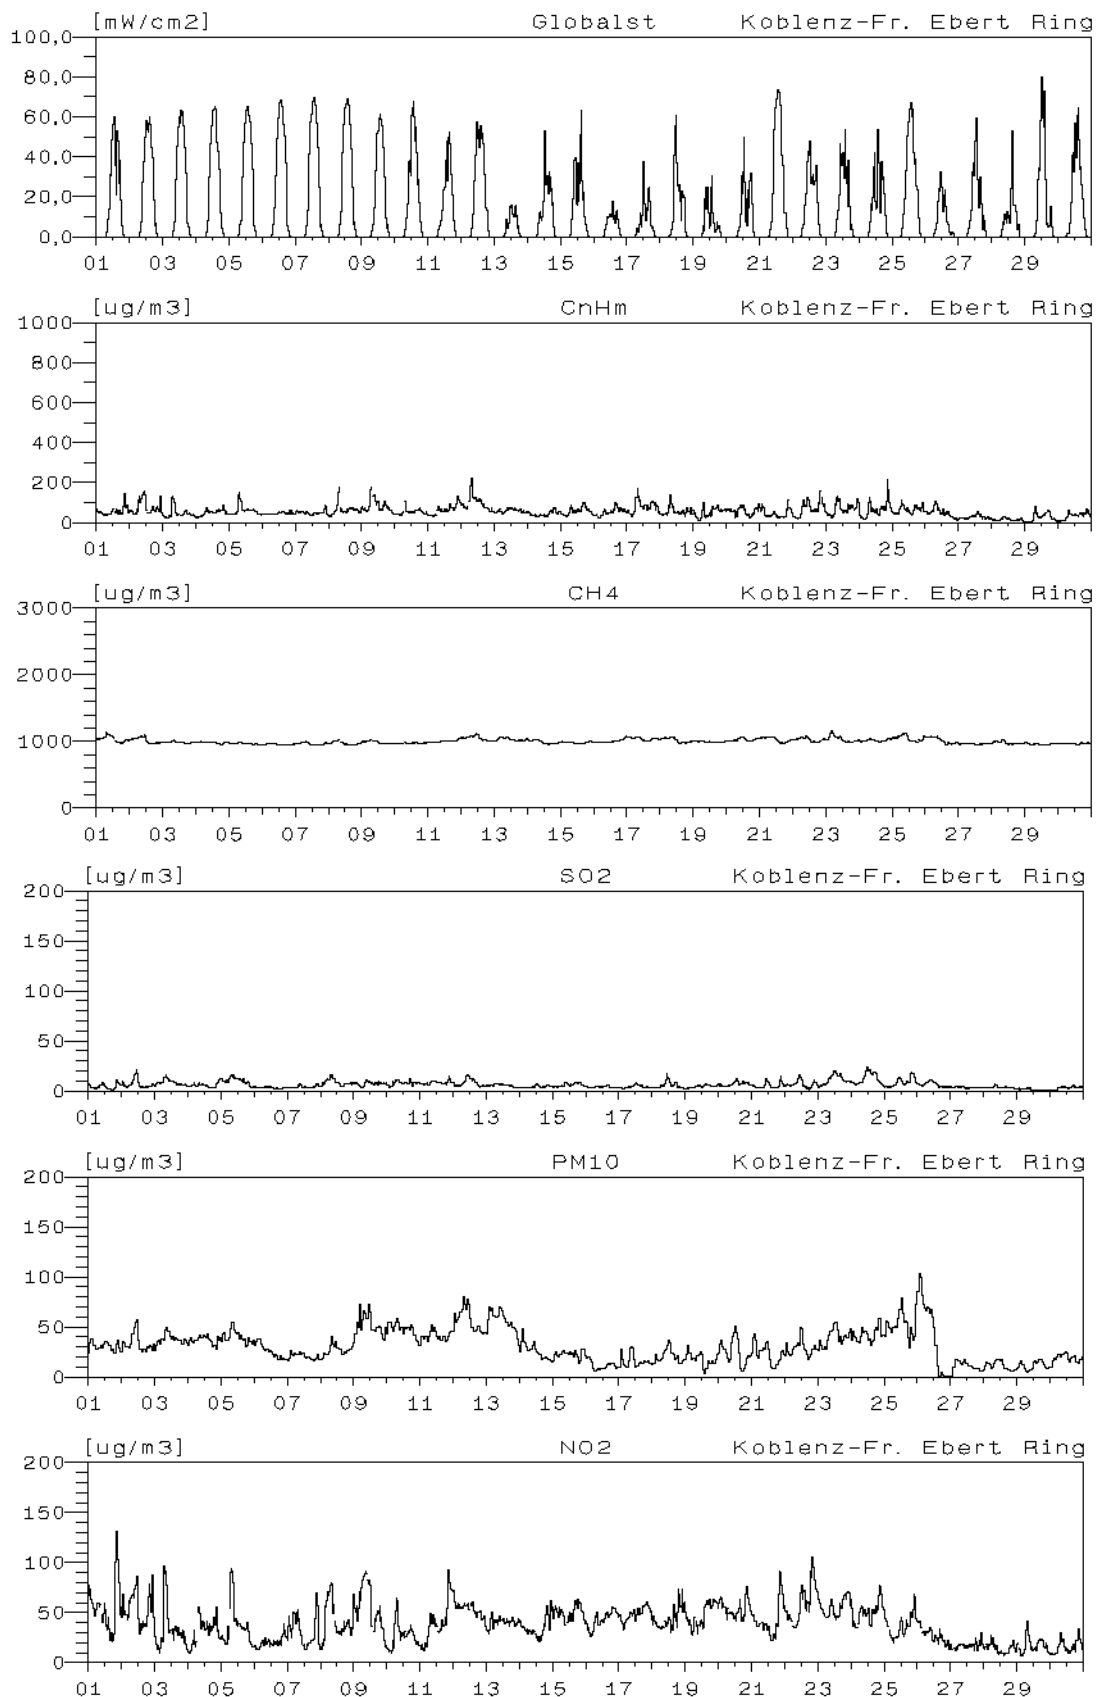 [mW/cm2] Globalst Koblenz-Fr. Ebert Ring
100,0
80,0
60,0
40,0
20,0
0,0
01 03 05 07 09 11 13 15 17 19 21 23 25 27 29
[ug/m3] CnHm Koblenz-Fr. Ebert Ring
1000
800
600
400
200
0
01 03 05 07 09 11 13 15 17 19 21 23 25 27 29
[ug/m3] CH4 Koblenz-Fr. Ebert Ring
3000
2000
1000
0
01 03 05 07 09 11 13 15 17 19 21 23 25 27 29
[ug/m3] SO2 Koblenz-Fr. Ebert Ring
200
150
100
50
0
01 03 05 07 09 11 13 15 17 19 21 23 25 27 29
[ug/m3] PM10 Koblenz-Fr. Ebert Ring
200
150
100
50
0
01 03 05 07 09 11 13 15 17 19 21 23 25 27 29
[ug/m3] NO2 Koblenz-Fr. Ebert Ring
200
150
100
50
0
01 03 05 07 09 11 13 15 17 19 21 23 25 27 29